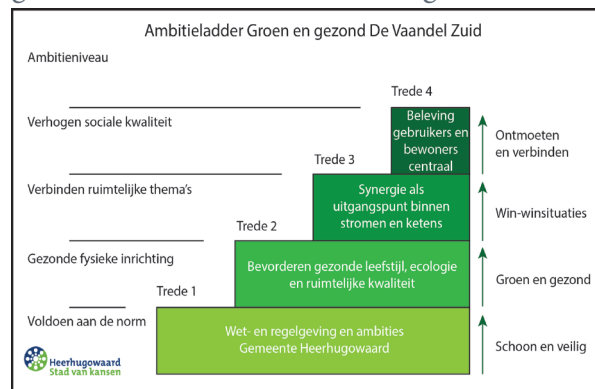 Ambitieladder Groen en gezond De Vaandel Zuid
Ambitieniveau
Trede 4
Verhogen sociale kwaliteit
Beleving
gebruikers en
bewoners
centraal
Ontmoeten
en verbinden
Trede 3
Verbinden ruimtelijke thema's
Synergie als
uitgangspunt binnen
stromen en ketens
Win-winsituaties
Trede 2
Gezonde fysieke inrichting
Bevorderen gezonde leefstijl, ecologie
en ruimtelijke kwaliteit
Groen en gezond
Trede 1
Voldoen aan de norm
Wet- en regelgeving en ambities
Gemeente Heerhugowaard
Schoon en veilig
Heerhugowaard
Stad van kansen